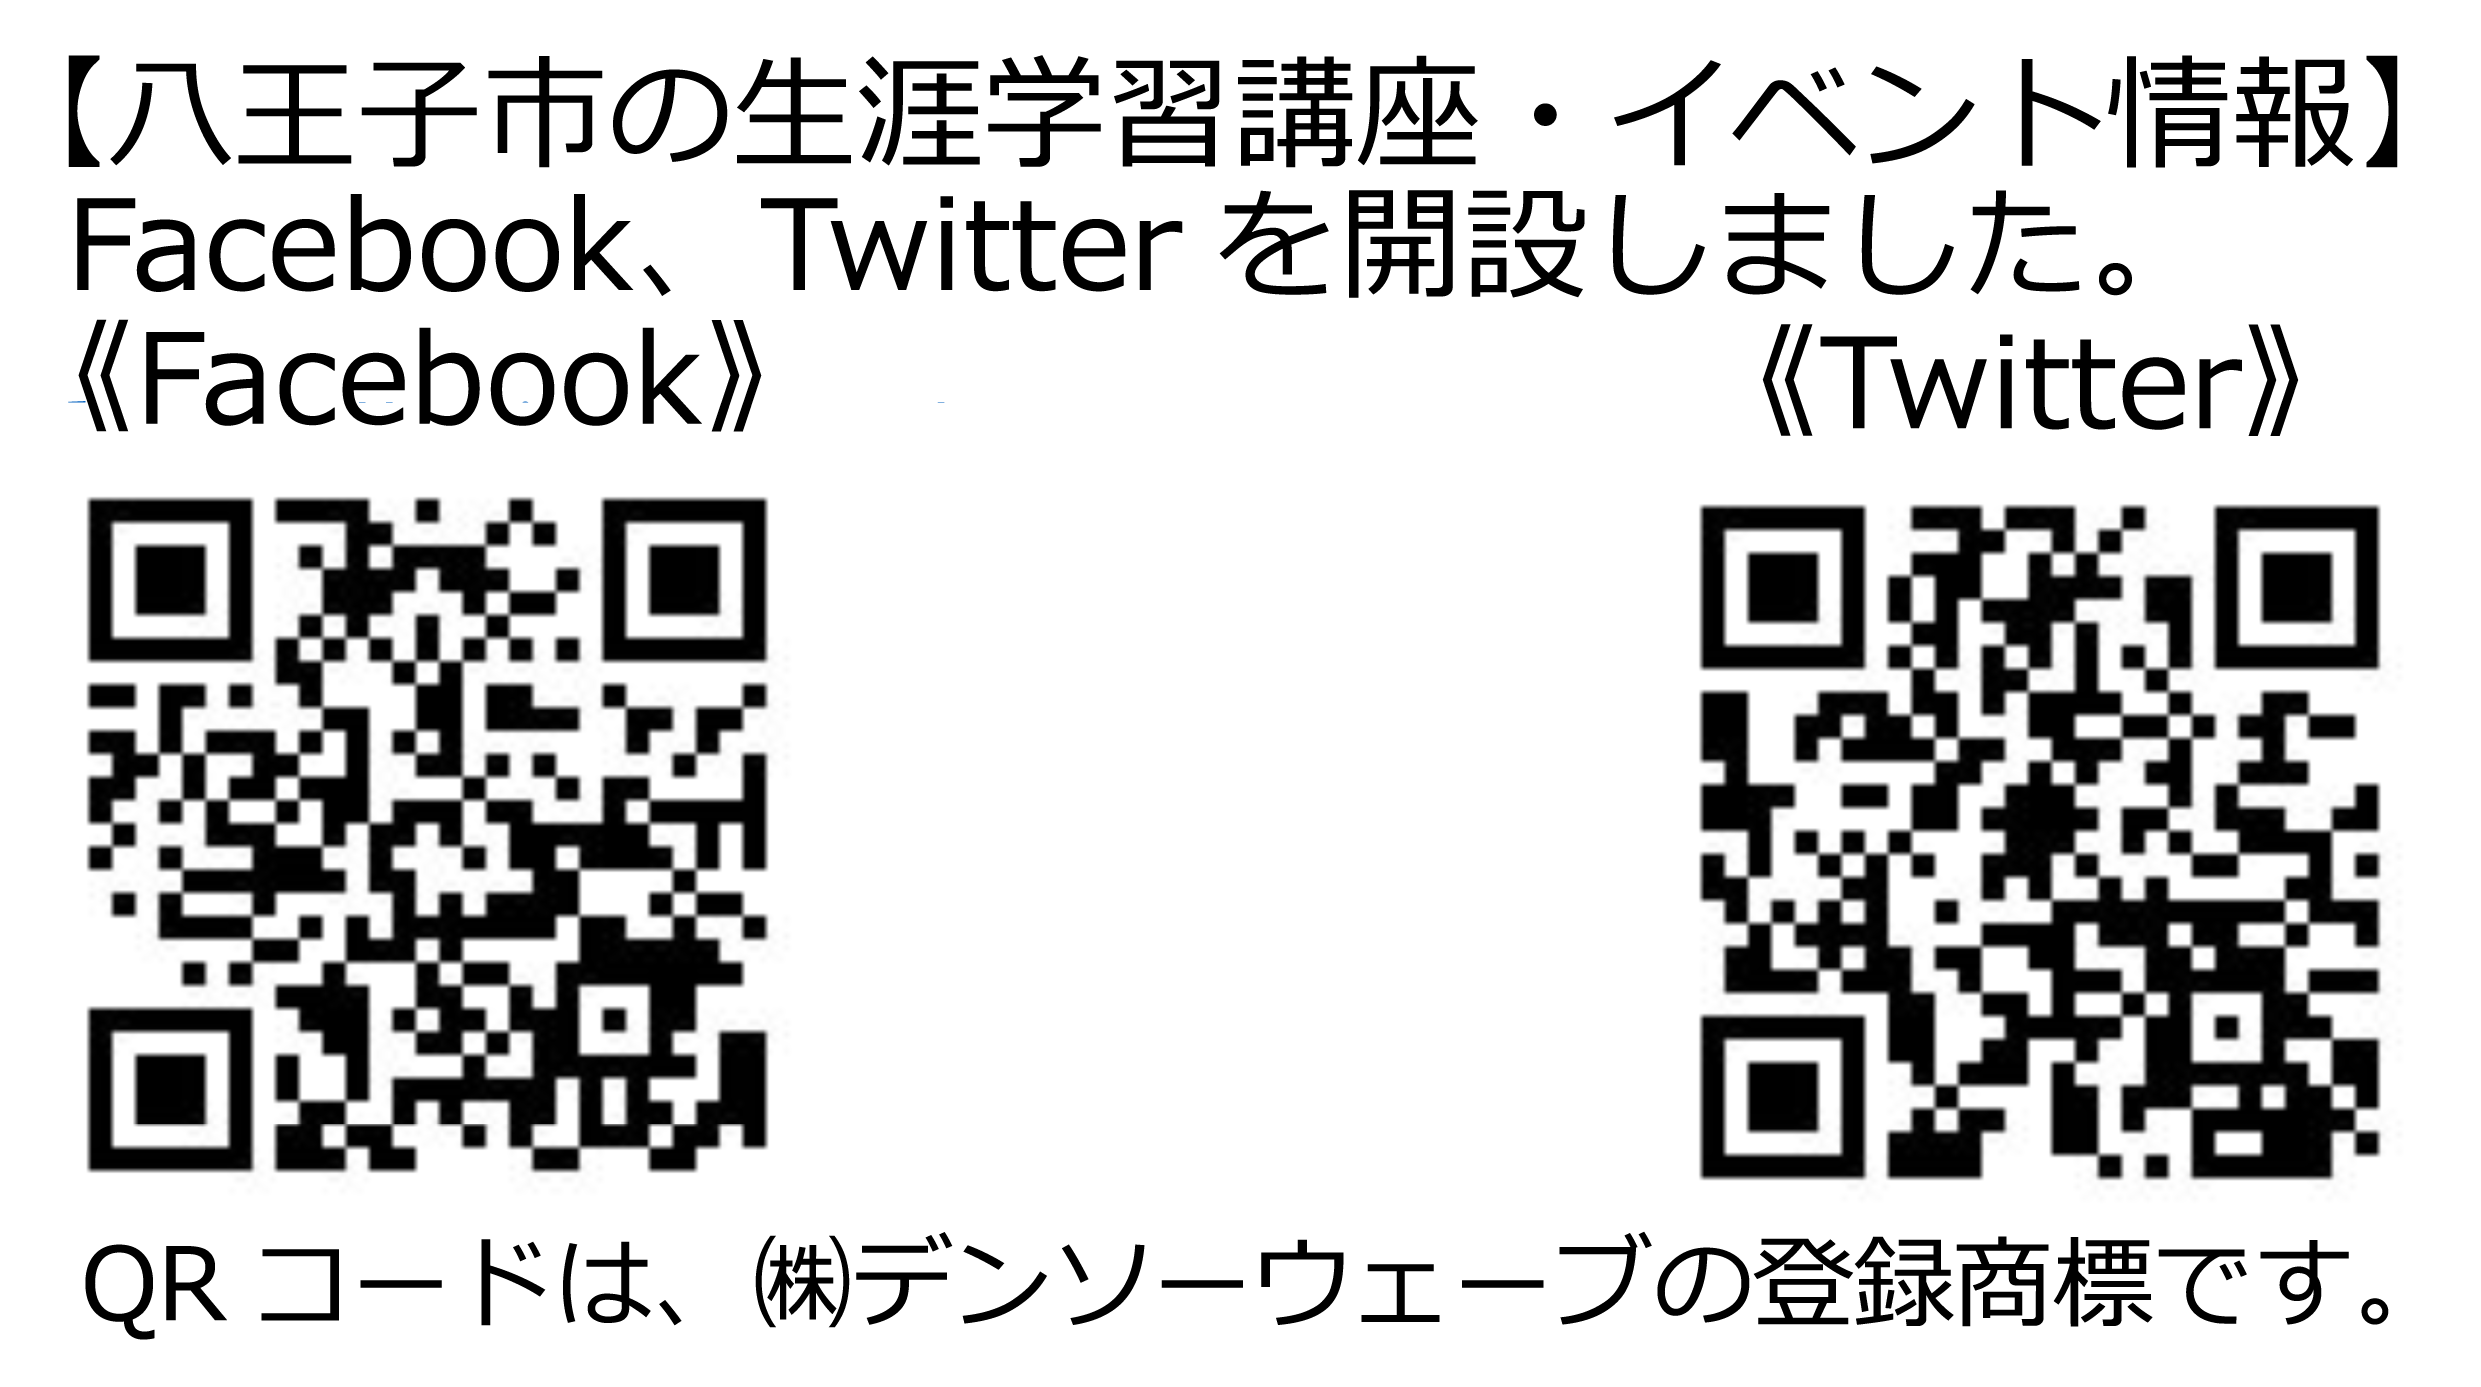 【八王子市の生涯学習講座・イベント情報】
Facebook、Twitter を開設しました。
《Facebook》 《Twitter》
QR コードは、㈱デンソーウェーブの登録商標です。